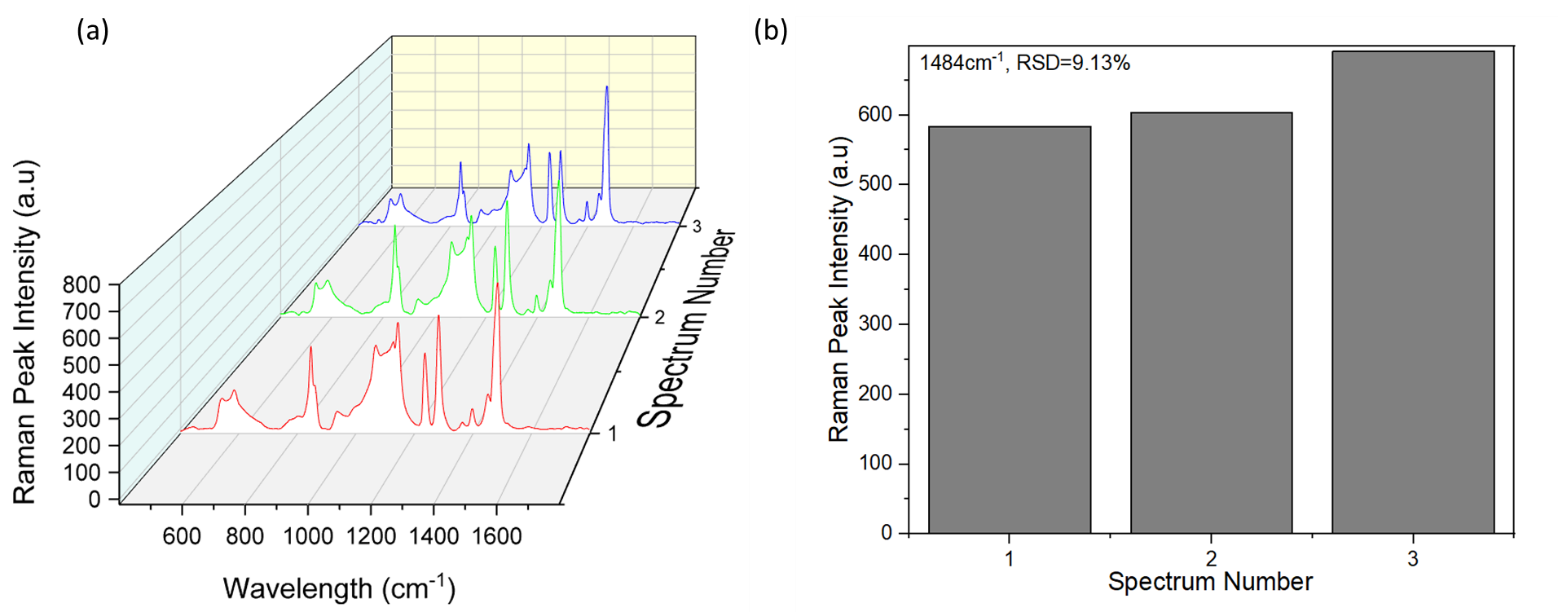 (a)
Raman Peak Intensity (a.u)
800
700
600
500
400
300
200
100
0
600 800 1000 1200 1400 1600
Wavelength (cm⁻¹)
1
2
3
Spectrum Number
(b)
1484cm⁻¹, RSD=9.13%
Raman Peak Intensity (a.u)
600
500
400
300
200
100
0
1 2 3
Spectrum Number